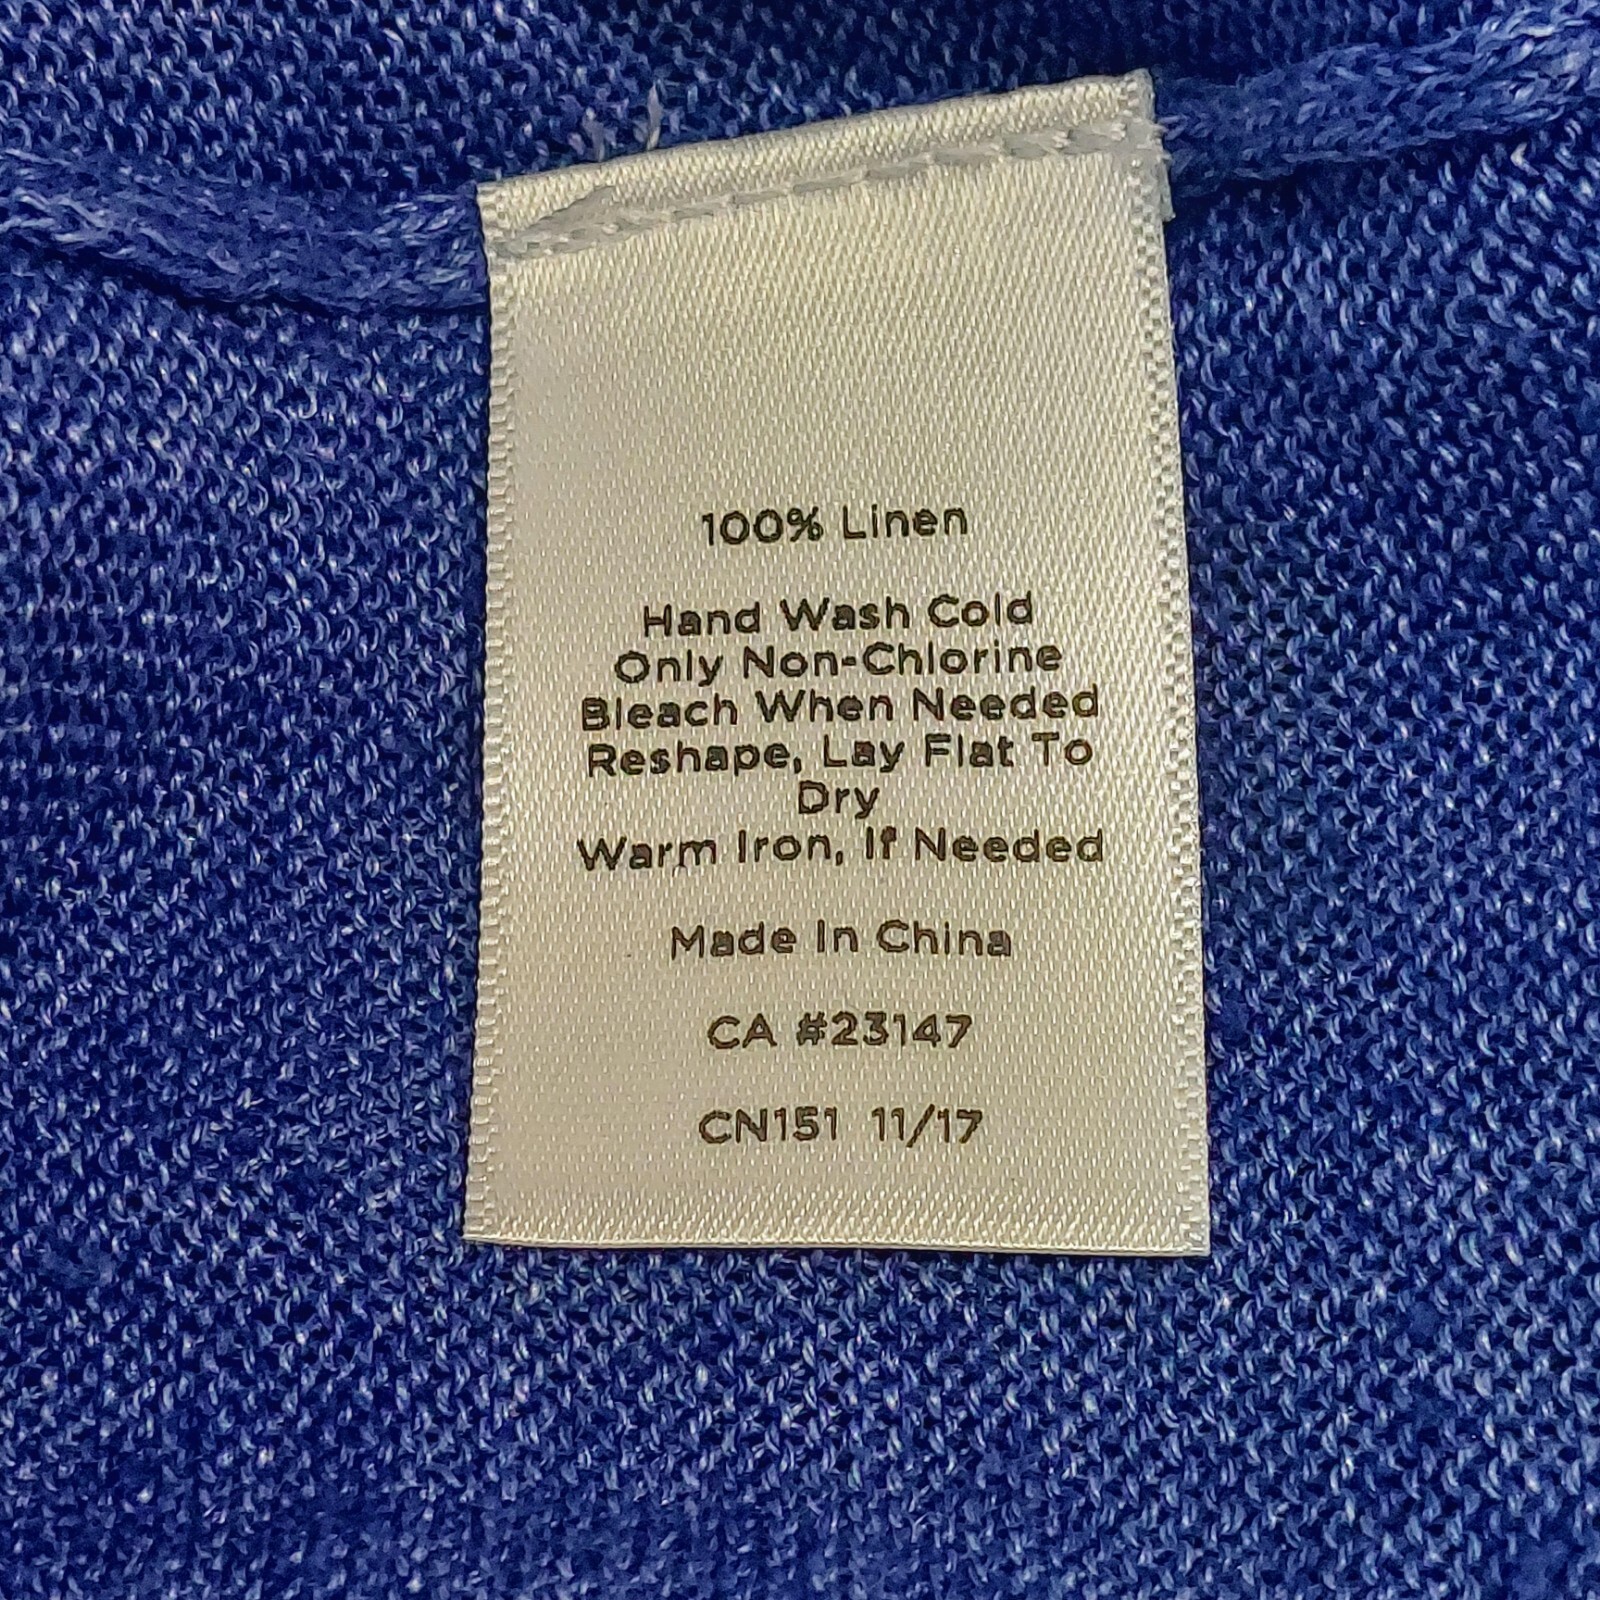 100% Linen
Hand Wash Cold
Only Non-Chlorine
Bleach When Needed
Reshape, Lay Flat To
Dry
Warm Iron, If Needed
Made In China
CA #23147
CN151 11/17